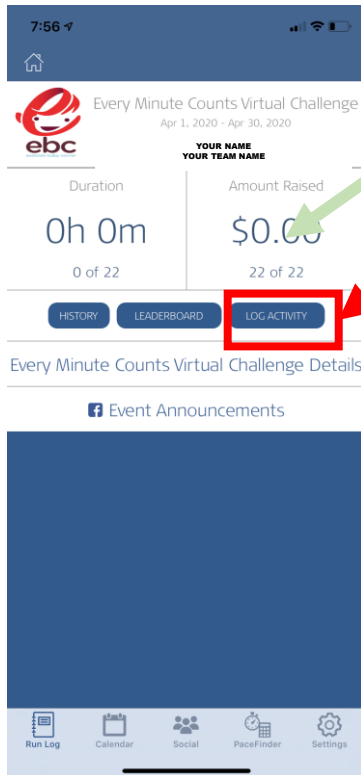 7:56
Every Minute Counts Virtual Challenge
Apr 1, 2020 - Apr 30, 2020
ebc
YOUR NAME
YOUR TEAM NAME
Duration
Amount Raised
0h 0m
$0.00
0 of 22
22 of 22
HISTORY
LEADERBOARD
LOG ACTIVITY
Every Minute Counts Virtual Challenge Details
Event Announcements
Run Log
Calendar
Social
PaceFinder
Settings